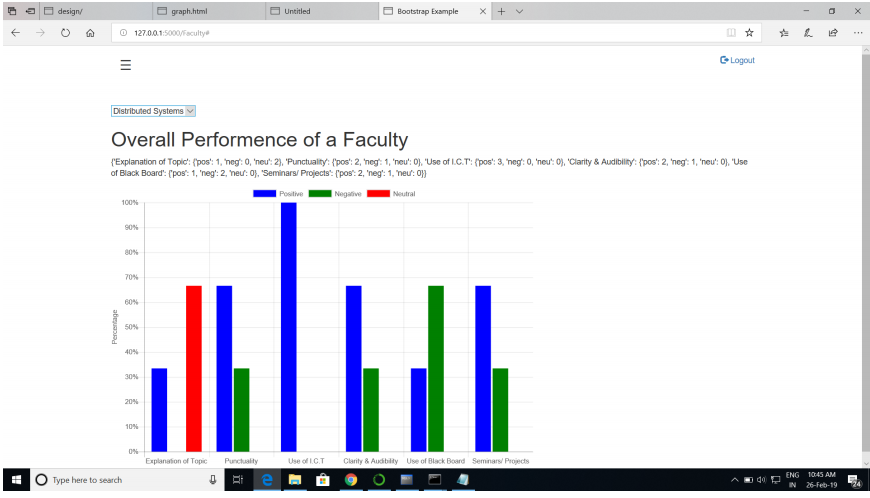 design/ graph.html Untitled Bootstrap Example
127.0.0.1:5000/Faculty#
Logout
Distributed Systems
Overall Performence of a Faculty
{'Explanation of Topic': {'pos': 1, 'neg': 0, 'neu': 2}, 'Punctuality': {'pos': 2, 'neg': 1, 'neu': 0}, 'Use of I.C.T': {'pos': 3, 'neg': 0, 'neu': 0}, 'Clarity & Audibility': {'pos': 2, 'neg': 1, 'neu': 0}, 'Use
of Black Board': {'pos': 1, 'neg': 2, 'neu': 0}, 'Seminars/ Projects': {'pos': 2, 'neg': 1, 'neu': 0}}
Positive Negative Neutral
100%
90%
80%
70%
60%
50%
40%
30%
20%
10%
0%
Percentage
Explanation of Topic Punctuality Use of I.C.T Clarity & Audibility Use of Black Board Seminars/ Projects
Type here to search
ENG 10:45 AM
IN 26-Feb-19
24